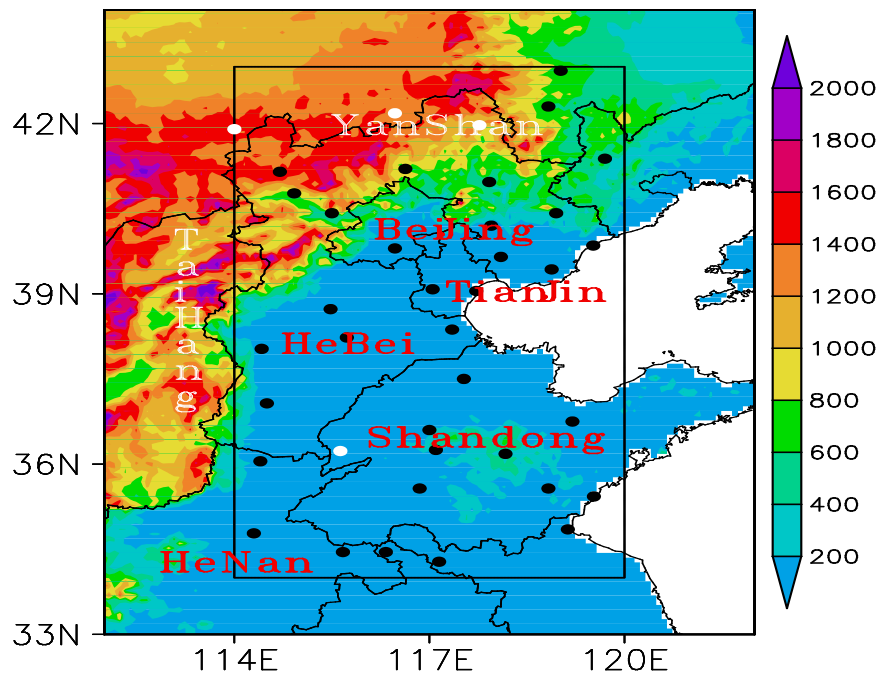 42N
39N
36N
33N
114E
117E
120E
YanShan
TaiHang
BeiJing
TianJin
HeBei
Shandong
HeNan
2000
1800
1600
1400
1200
1000
800
600
400
200